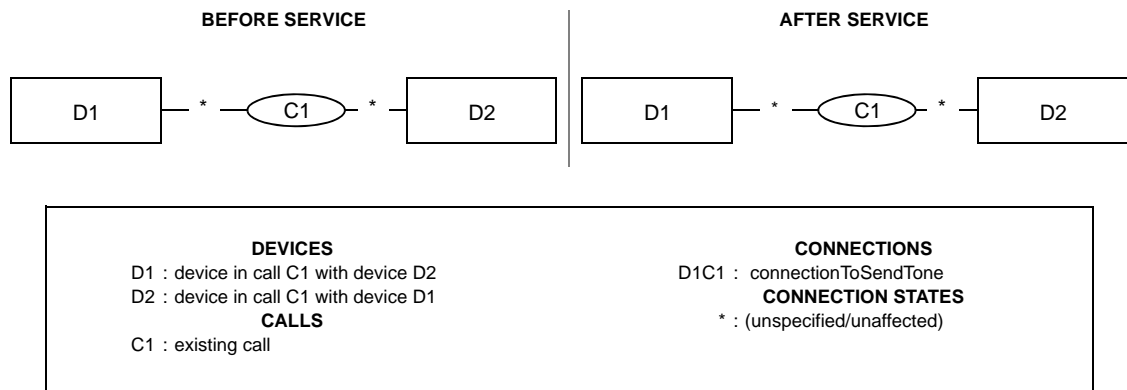 BEFORE SERVICE
AFTER SERVICE
D1 * C1 * D2
D1 * C1 * D2
DEVICES
D1 : device in call C1 with device D2
D2 : device in call C1 with device D1
CALLS
C1 : existing call
CONNECTIONS
D1C1 : connectionToSendTone
CONNECTION STATES
* : (unspecified/unaffected)